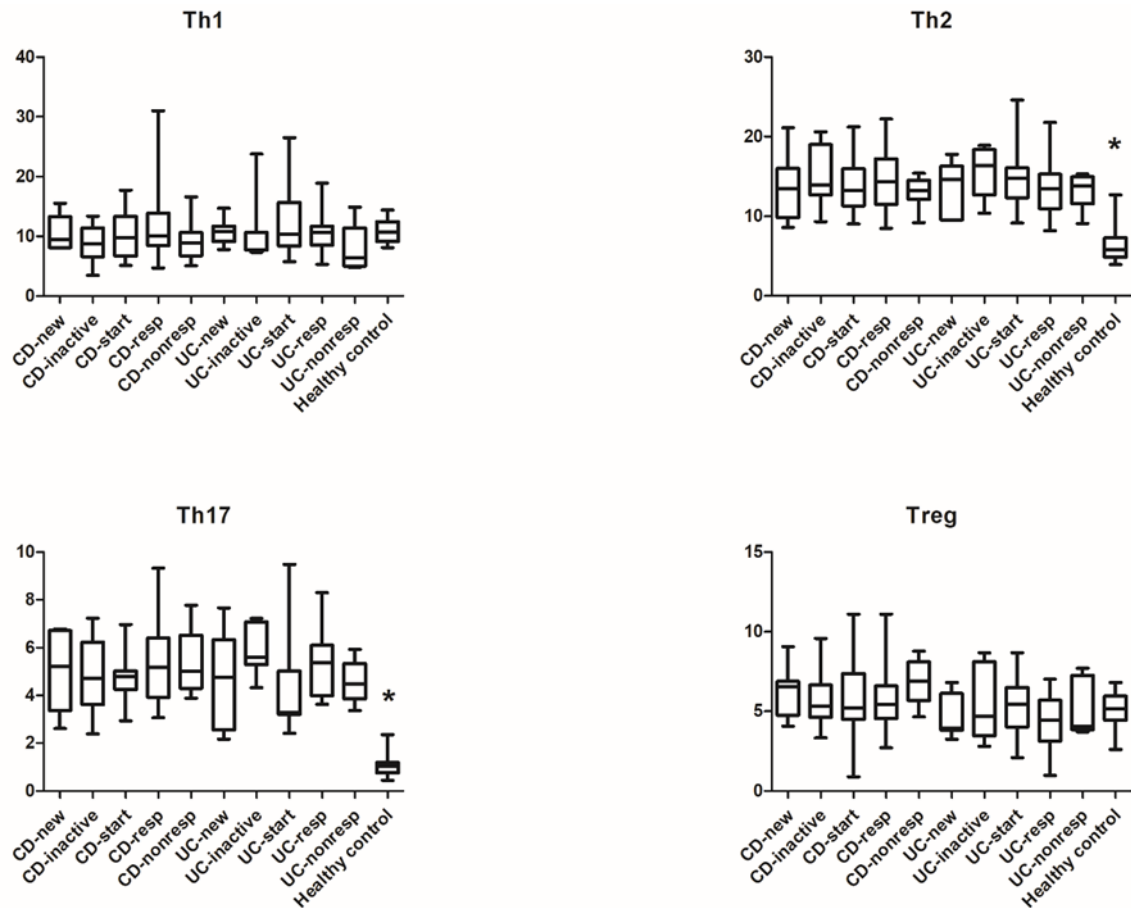 Th1
40
30
20
10
0
CD-new
CD-inactive
CD-start
CD-resp
CD-nonresp
UC-new
UC-inactive
UC-start
UC-resp
UC-nonresp
Healthy control
Th2
30
20
10
0
*
CD-new
CD-inactive
CD-start
CD-resp
CD-nonresp
UC-new
UC-inactive
UC-start
UC-resp
UC-nonresp
Healthy control
Th17
10
8
6
4
2
0
*
CD-new
CD-inactive
CD-start
CD-resp
CD-nonresp
UC-new
UC-inactive
UC-start
UC-resp
UC-nonresp
Healthy control
Treg
15
10
5
0
CD-new
CD-inactive
CD-start
CD-resp
CD-nonresp
UC-new
UC-inactive
UC-start
UC-resp
UC-nonresp
Healthy control